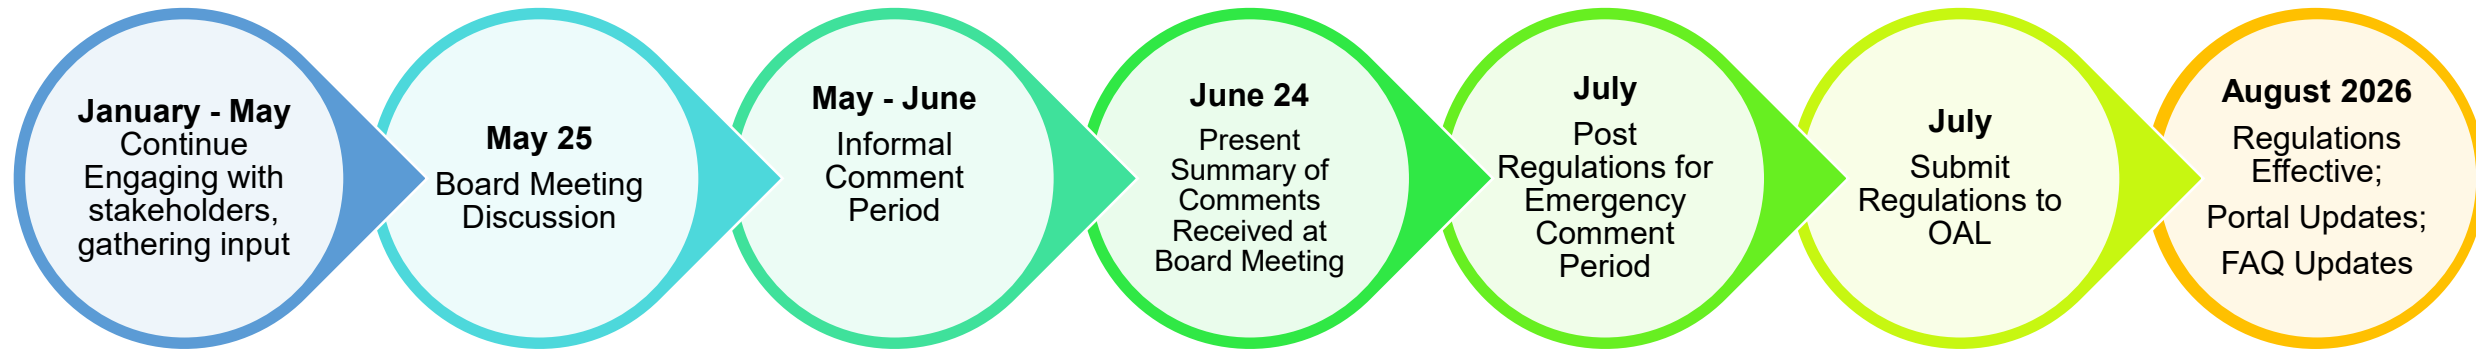 January - May
Continue
Engaging with
stakeholders,
gathering input
May 25
Board Meeting
Discussion
May - June
Informal
Comment
Period
June 24
Present
Summary of
Comments
Received at
Board Meeting
July
Post
Regulations for
Emergency
Comment
Period
July
Submit
Regulations to
OAL
August 2026
Regulations
Effective;
Portal Updates;
FAQ Updates